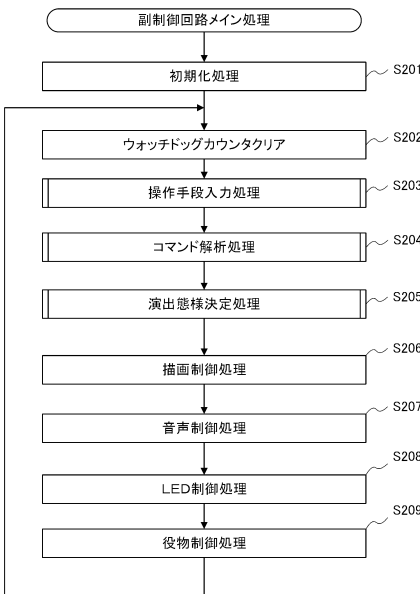 副制御回路メイン処理
初期化処理
S201
ウォッチドッグカウンタクリア
S202
操作手段入力処理
S203
コマンド解析処理
S204
演出態様決定処理
S205
描画制御処理
S206
音声制御処理
S207
LED制御処理
S208
役物制御処理
S209